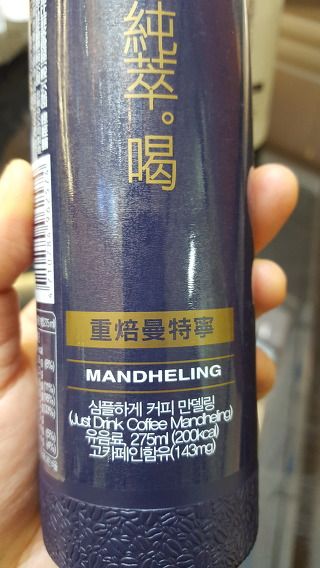 純萃。喝
重焙曼特寧
MANDHELING
심플하게 커피 만델링
(Just Drink Coffee Mandheling)
유음료, 275ml (200kcal)
고카페인함유(143mg)